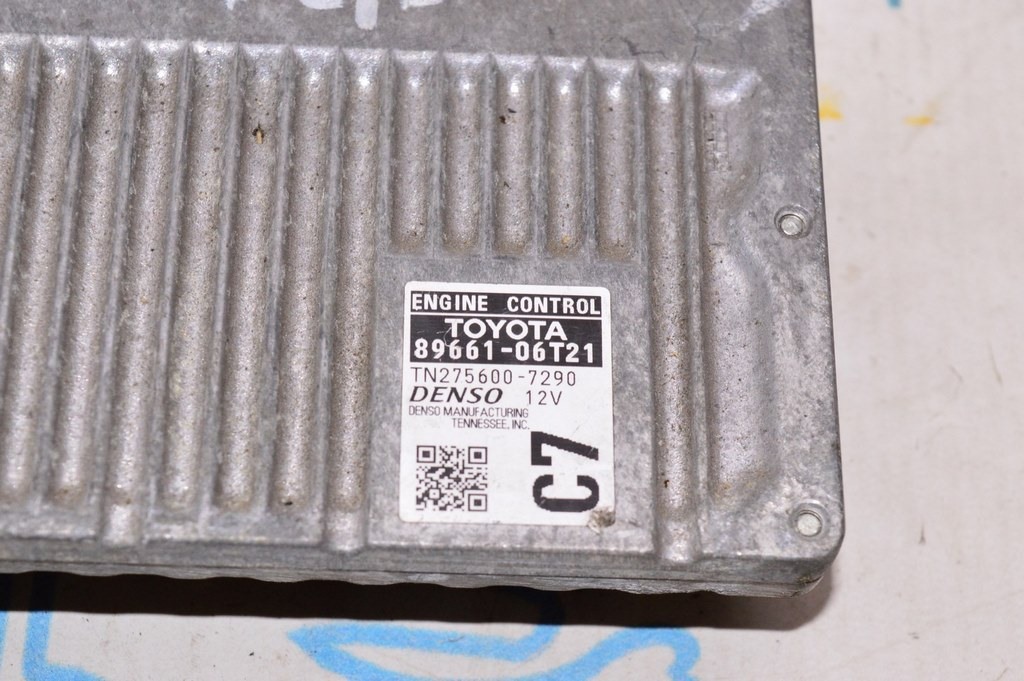 ENGINE CONTROL
TOYOTA
89661-06T21
TN275600-7290
DENSO 12V
DENSO MANUFACTURING
TENNESSEE, INC.
C7